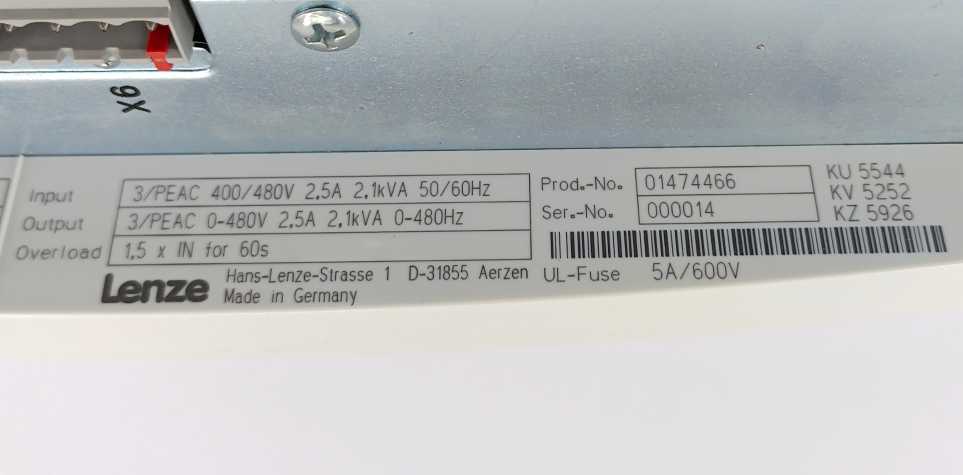 X6
Input 3/PEAC 400/480V 2.5A 2.1kVA 50/60Hz
Output 3/PEAC 0-480V 2.5A 2.1kVA 0-480Hz
Overload 1.5 x IN for 60s
Lenze
Hans-Lenze-Strasse 1 D-31855 Aerzen
Made in Germany
Prod.-No. 01474466
Ser.-No. 000014
KU 5544
KV 5252
KZ 5926
UL-Fuse 5A/600V